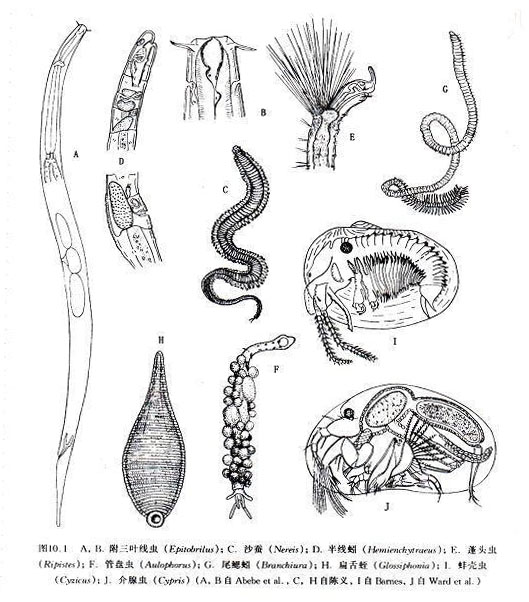 A
D
B
E
G
C
I
H
F
J
图10.1 A, B. 附三叶线虫 (Epitobrilus); C. 沙蚕 (Nereis); D. 半线蚓 (Hemienchytraeus); E. 蓬头虫
(Ripistes); F. 管盘虫 (Aulophorus); G. 尾鳃蚓 (Branchiura); H. 扁舌蛭 (Glossiphonia); I. 蚌壳虫
(Cyzicus); J. 介腺虫 (Cypris) (A, B自Abebe et al., C, H自陈义, I自Barnes, J自Ward et al.)